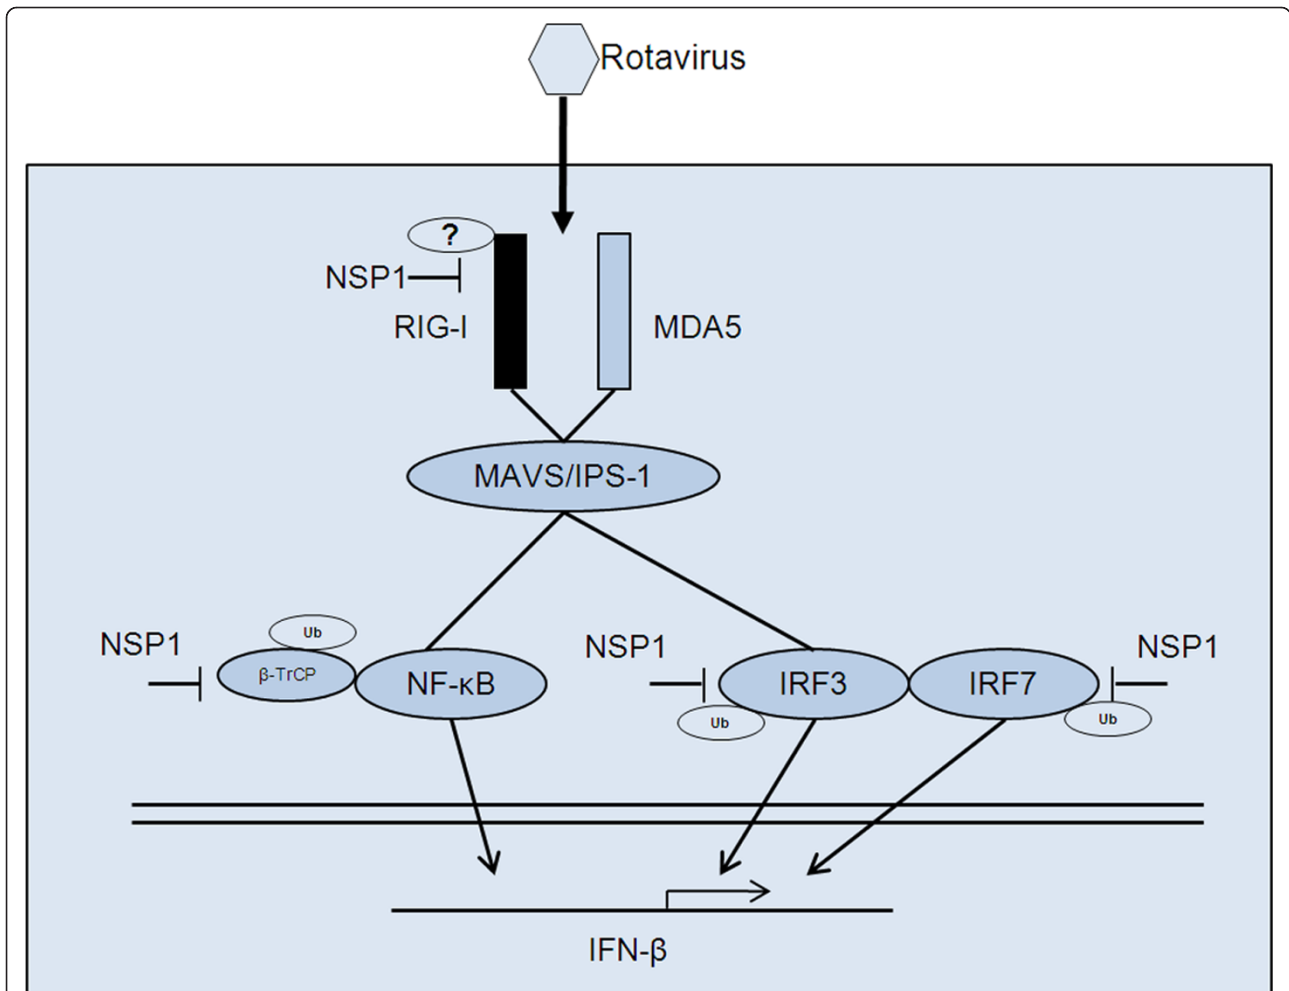 Rotavirus
?
NSP1
RIG-I
MDA5
MAVS/IPS-1
NSP1
Ub
β-TrCP
NF-κB
NSP1
Ub
IRF3
IRF7
NSP1
Ub
IFN-β